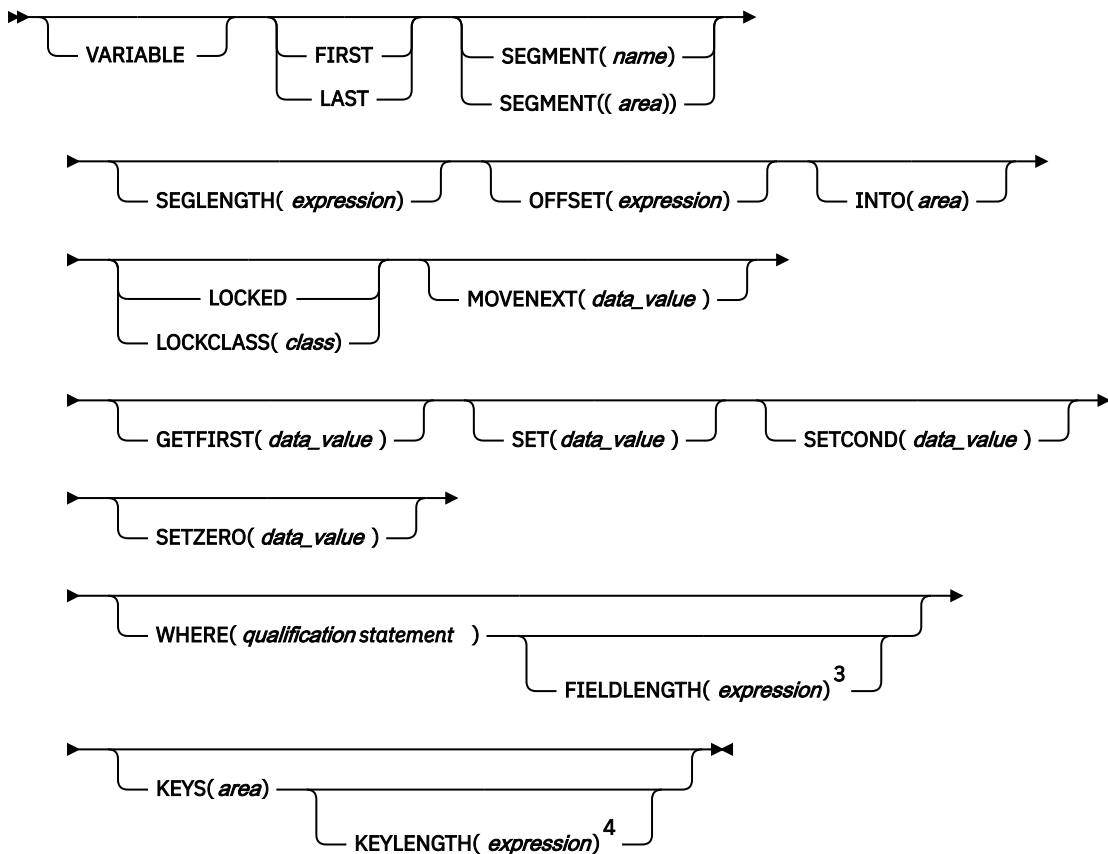 VARIABLE FIRST SEGMENT( name)
LAST SEGMENT(( area))
SEGLENGTH( expression) OFFSET( expression) INTO( area)
LOCKED MOVENEXT( data_value )
LOCKCLASS( class)
GETFIRST( data_value ) SET( data_value ) SETCOND( data_value )
SETZERO( data_value )
WHERE( qualification statement )
FIELDLENGTH( expression) 3
KEYS( area)
KEYLENGTH( expression) 4